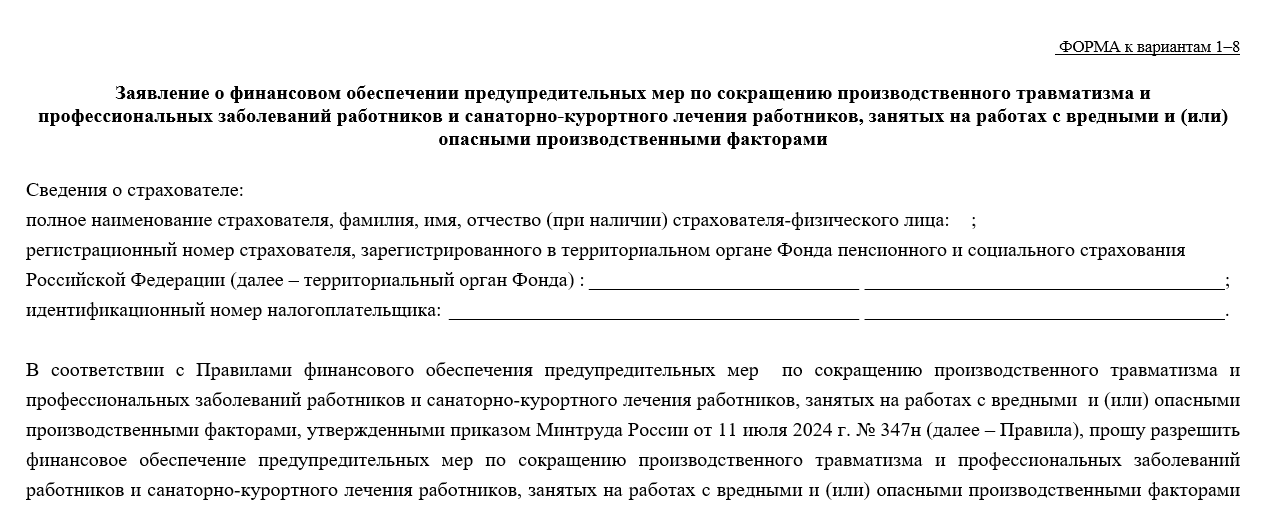 ФОРМА к вариантам 1–8
Заявление о финансовом обеспечении предупредительных мер по сокращению производственного травматизма и
профессиональных заболеваний работников и санаторно-курортного лечения работников, занятых на работах с вредными и (или)
опасными производственными факторами
Сведения о страхователе:
полное наименование страхователя, фамилия, имя, отчество (при наличии) страхователя-физического лица: ;
регистрационный номер страхователя, зарегистрированного в территориальном органе Фонда пенсионного и социального страхования
Российской Федерации (далее – территориальный орган Фонда) : ___________________________ ____________________________________;
идентификационный номер налогоплательщика: _________________________________________ ____________________________________.
В соответствии с Правилами финансового обеспечения предупредительных мер по сокращению производственного травматизма и
профессиональных заболеваний работников и санаторно-курортного лечения работников, занятых на работах с вредными и (или) опасными
производственными факторами, утвержденными приказом Минтруда России от 11 июля 2024 г. № 347н (далее – Правила), прошу разрешить
финансовое обеспечение предупредительных мер по сокращению производственного травматизма и профессиональных заболеваний
работников и санаторно-курортного лечения работников, занятых на работах с вредными и (или) опасными производственными факторами